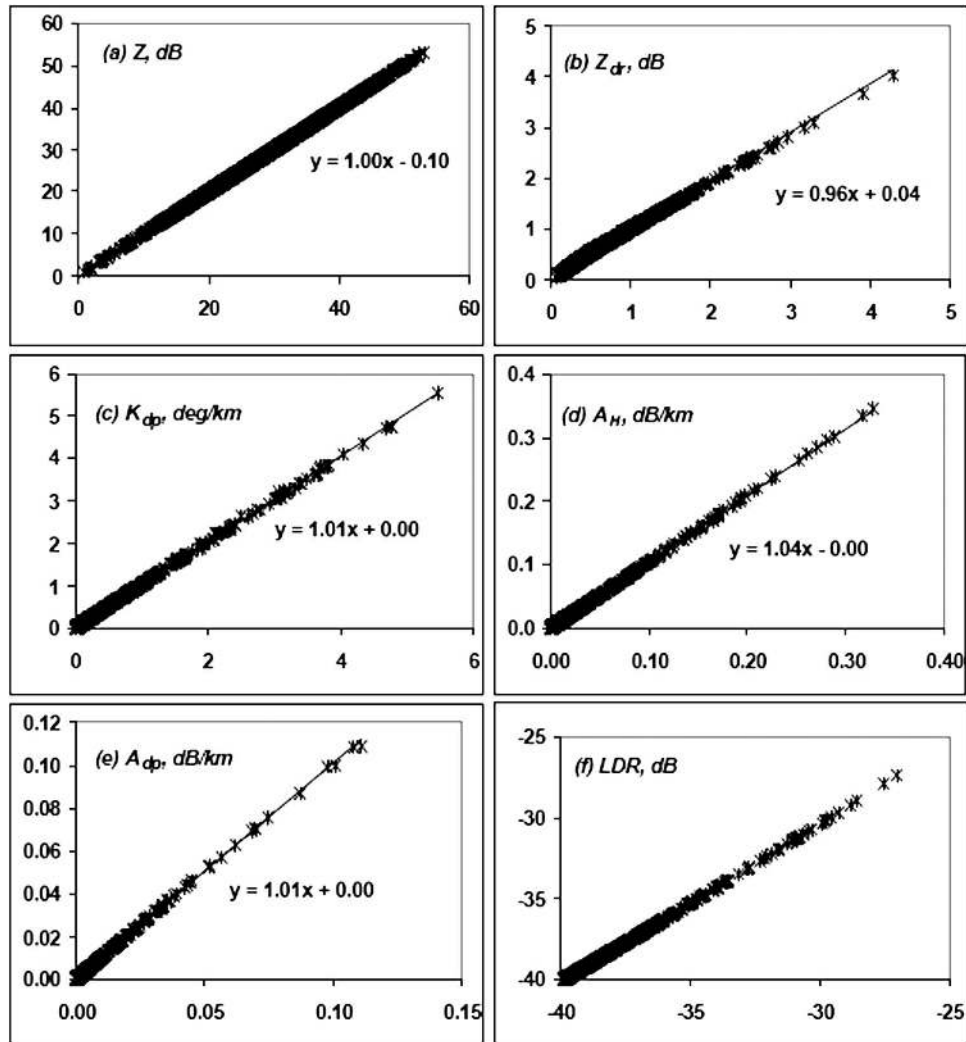 (a) Z, dB
60
50
40
30
20
10
0
y = 1.00x - 0.10
0 20 40 60
(b) Zdr, dB
5
4
3
2
1
0
y = 0.96x + 0.04
0 1 2 3 4 5
(c) Kdp, deg/km
6
5
4
3
2
1
0
y = 1.01x + 0.00
0 2 4 6
(d) AH, dB/km
0.4
0.3
0.2
0.1
0.0
y = 1.04x - 0.00
0.00 0.10 0.20 0.30 0.40
(e) Adp, dB/km
0.12
0.10
0.08
0.06
0.04
0.02
0.00
y = 1.01x + 0.00
0.00 0.05 0.10 0.15
(f) LDR, dB
-25
-30
-35
-40
-40 -35 -30 -25